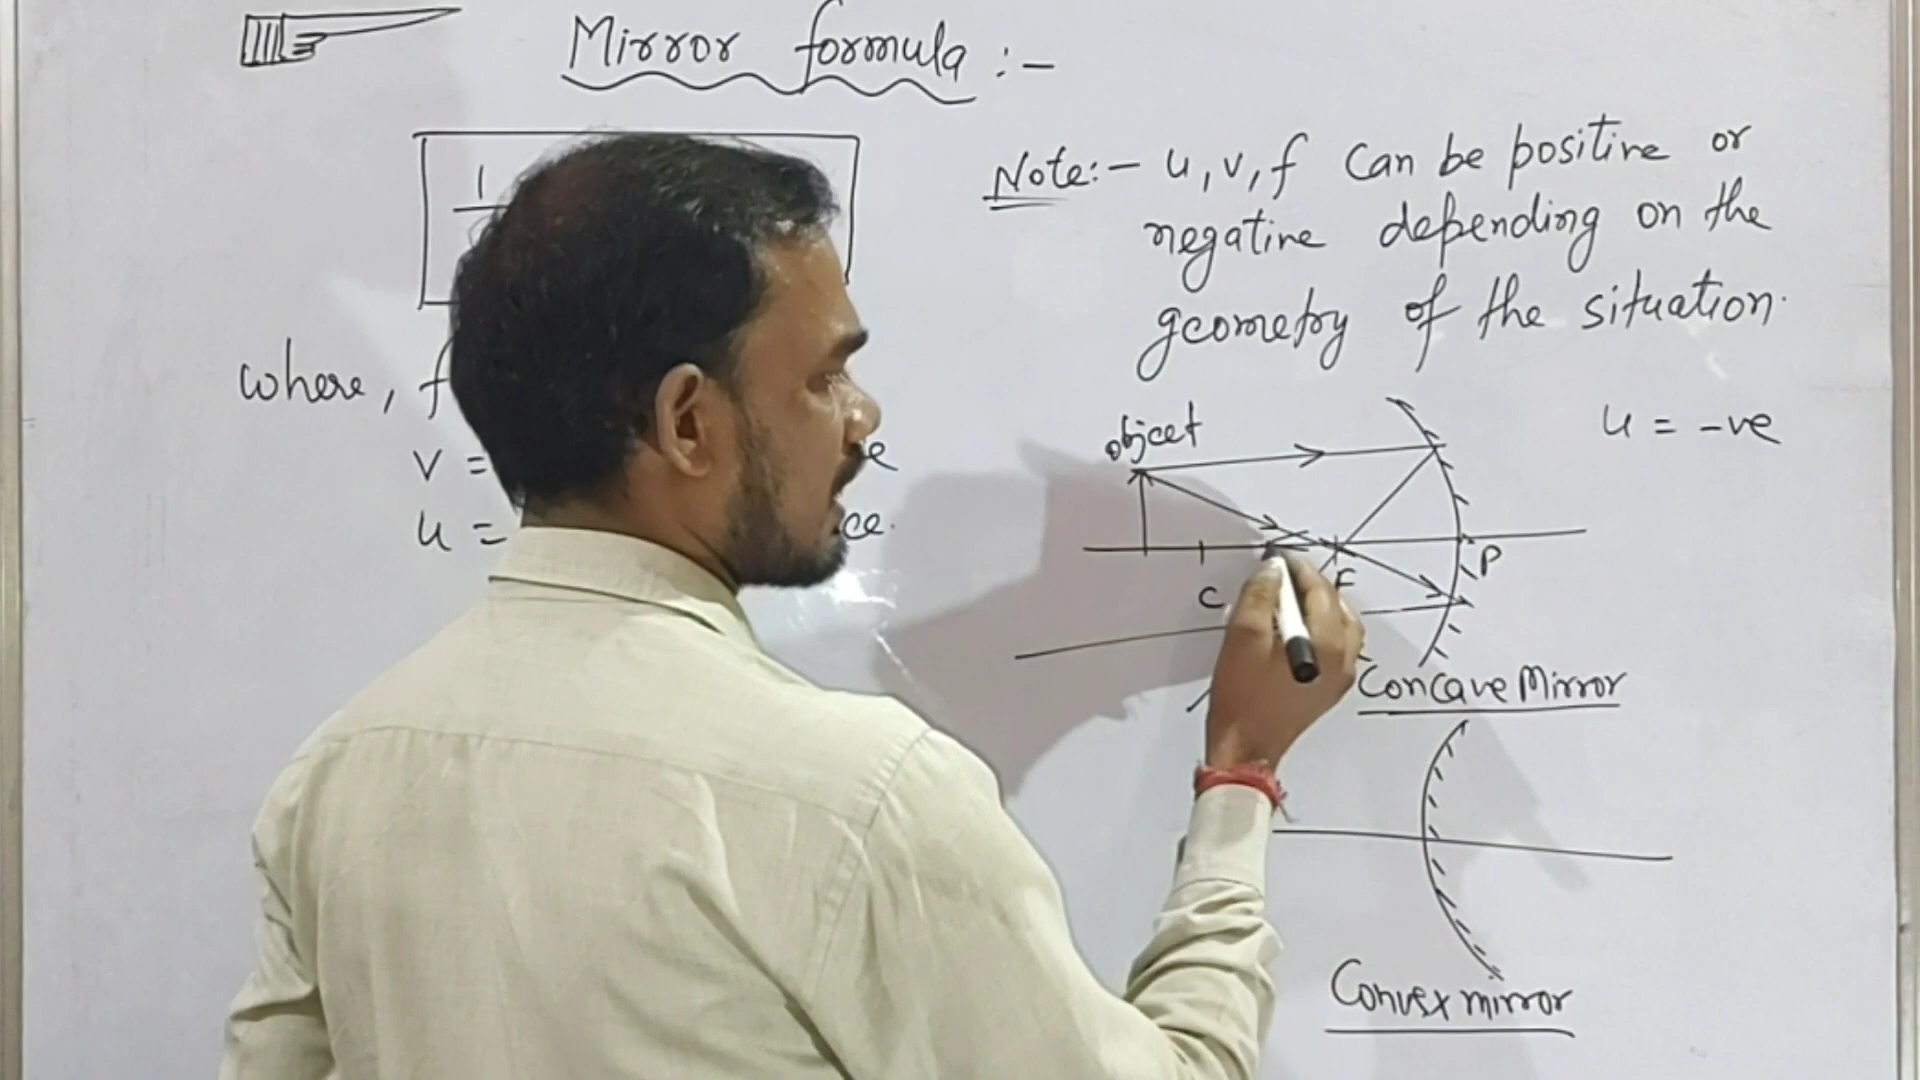 Mirror formula :-
1
Note:- u, v, f can be positive or
negative depending on the
geometry of the situation.
where, f
v =
u =
u = -ve
object
C
F
P
Concave Mirror
Convex mirror